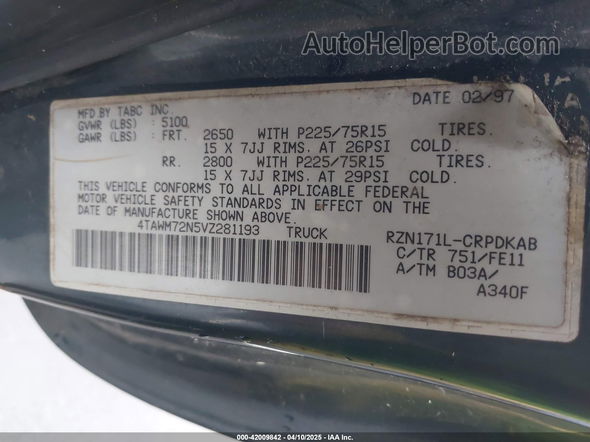 AutoHelperBot.com
MFD. BY TABC INC. DATE 02/97
GVWR (LBS) : 5100
GAWR (LBS) : FRT. 2650 WITH P225/75R15 TIRES.
15 X 7JJ RIMS. AT 26PSI COLD.
RR. 2800 WITH P225/75R15 TIRES.
15 X 7JJ RIMS. AT 29PSI COLD.
THIS VEHICLE CONFORMS TO ALL APPLICABLE FEDERAL
MOTOR VEHICLE SAFETY STANDARDS IN EFFECT ON THE
DATE OF MANUFACTURE SHOWN ABOVE.
4TAWM72N5VZ281193 TRUCK RZN171L-CRPDKAB
C/TR 751/FE11
A/TM B03A/
A340F
000-42009842 - 04/10/2025 - IAA Inc.